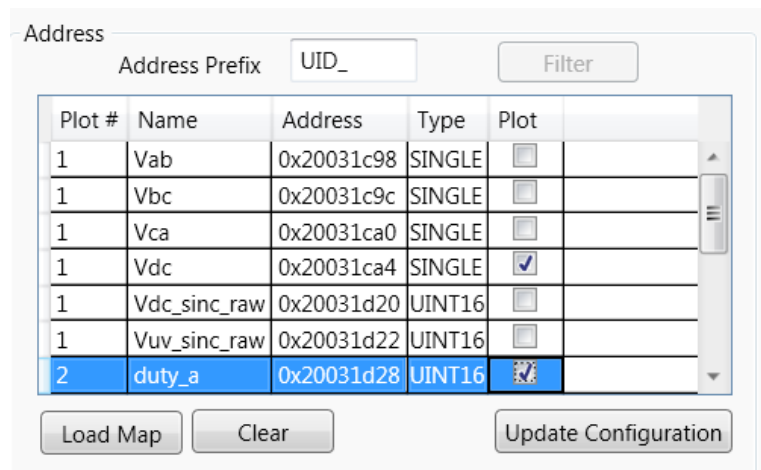 Address
Address Prefix UID_ Filter
Plot # Name Address Type Plot
1 Vab 0x20031c98 SINGLE
1 Vbc 0x20031c9c SINGLE
1 Vca 0x20031ca0 SINGLE
1 Vdc 0x20031ca4 SINGLE
1 Vdc_sinc_raw 0x20031d20 UINT16
1 Vuv_sinc_raw 0x20031d22 UINT16
2 duty_a 0x20031d28 UINT16
Load Map Clear Update Configuration